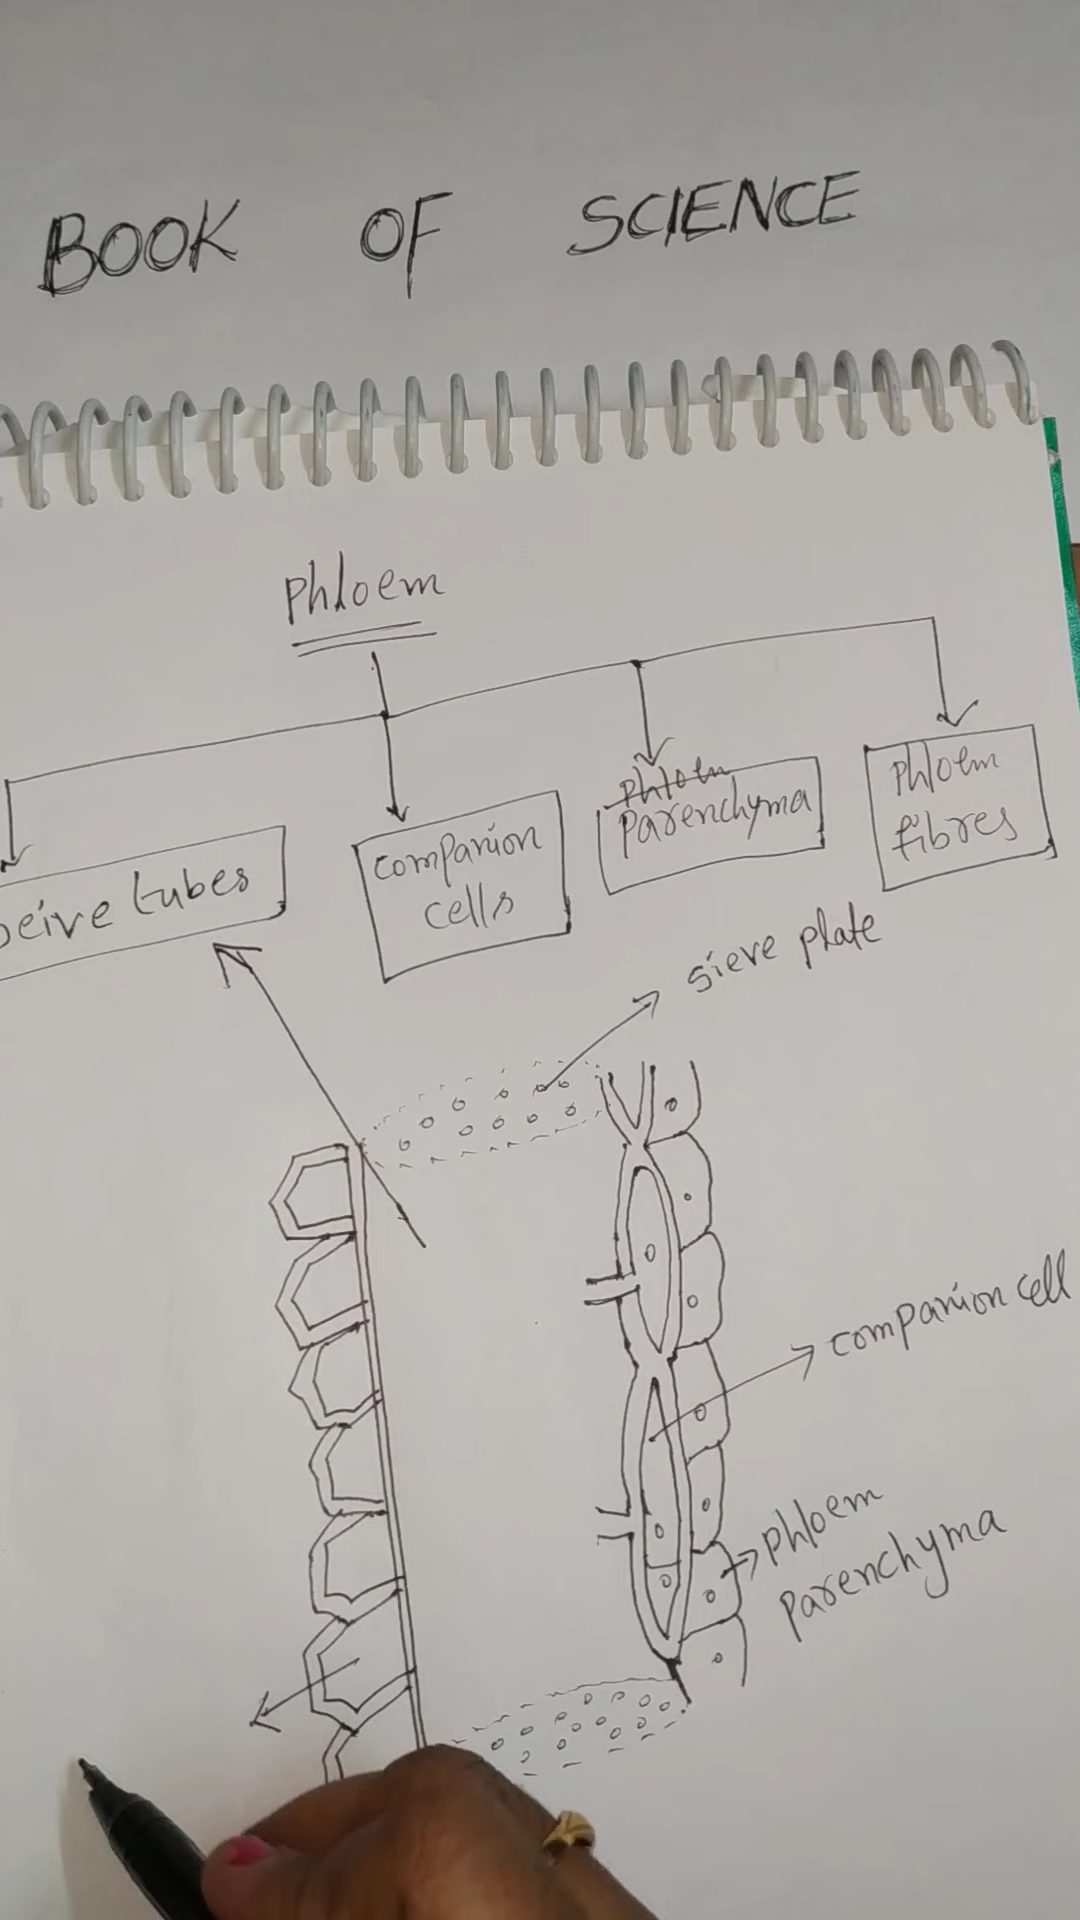 BOOK OF SCIENCE
Phloem
seive tubes
companion
cells
Phloem
Parenchyma
Phloem
fibres
sieve plate
companion cell
phloem
parenchyma